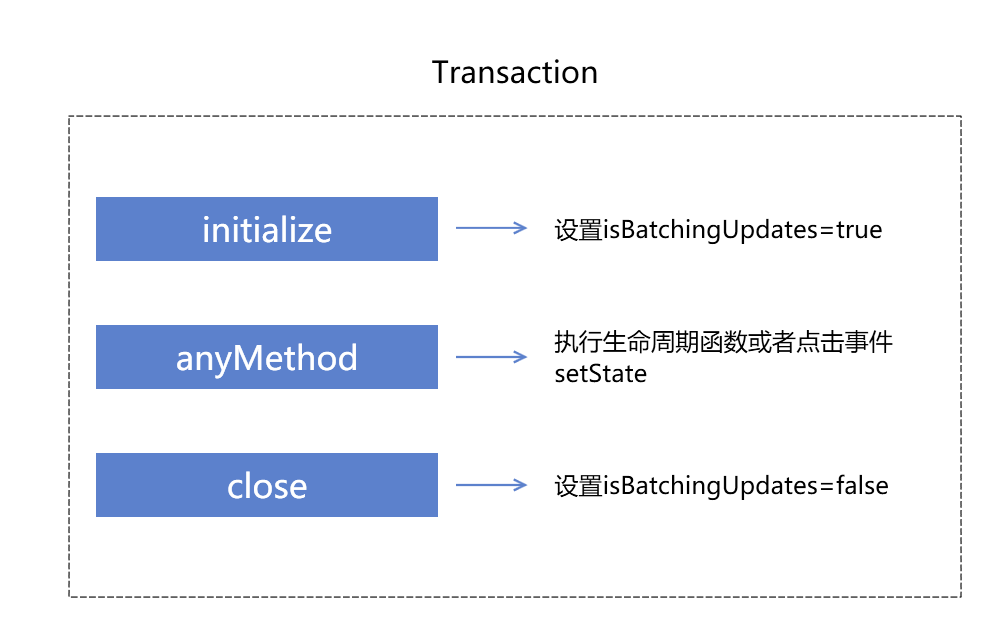 Transaction
initialize
设置isBatchingUpdates=true
anyMethod
执行生命周期函数或者点击事件
setState
close
设置isBatchingUpdates=false